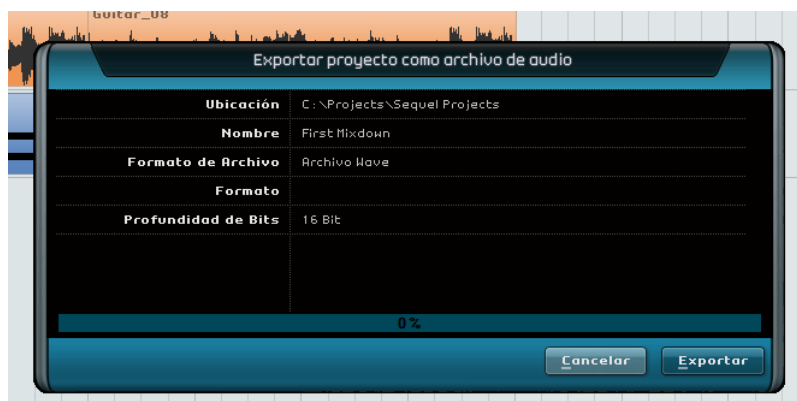 Guitar_08
Exportar proyecto como archivo de audio
Ubicación C:\Projects\Sequel Projects
Nombre First Mixdown
Formato de Archivo Archivo Wave
Formato
Profundidad de Bits 16 Bit
0%
Cancelar Exportar